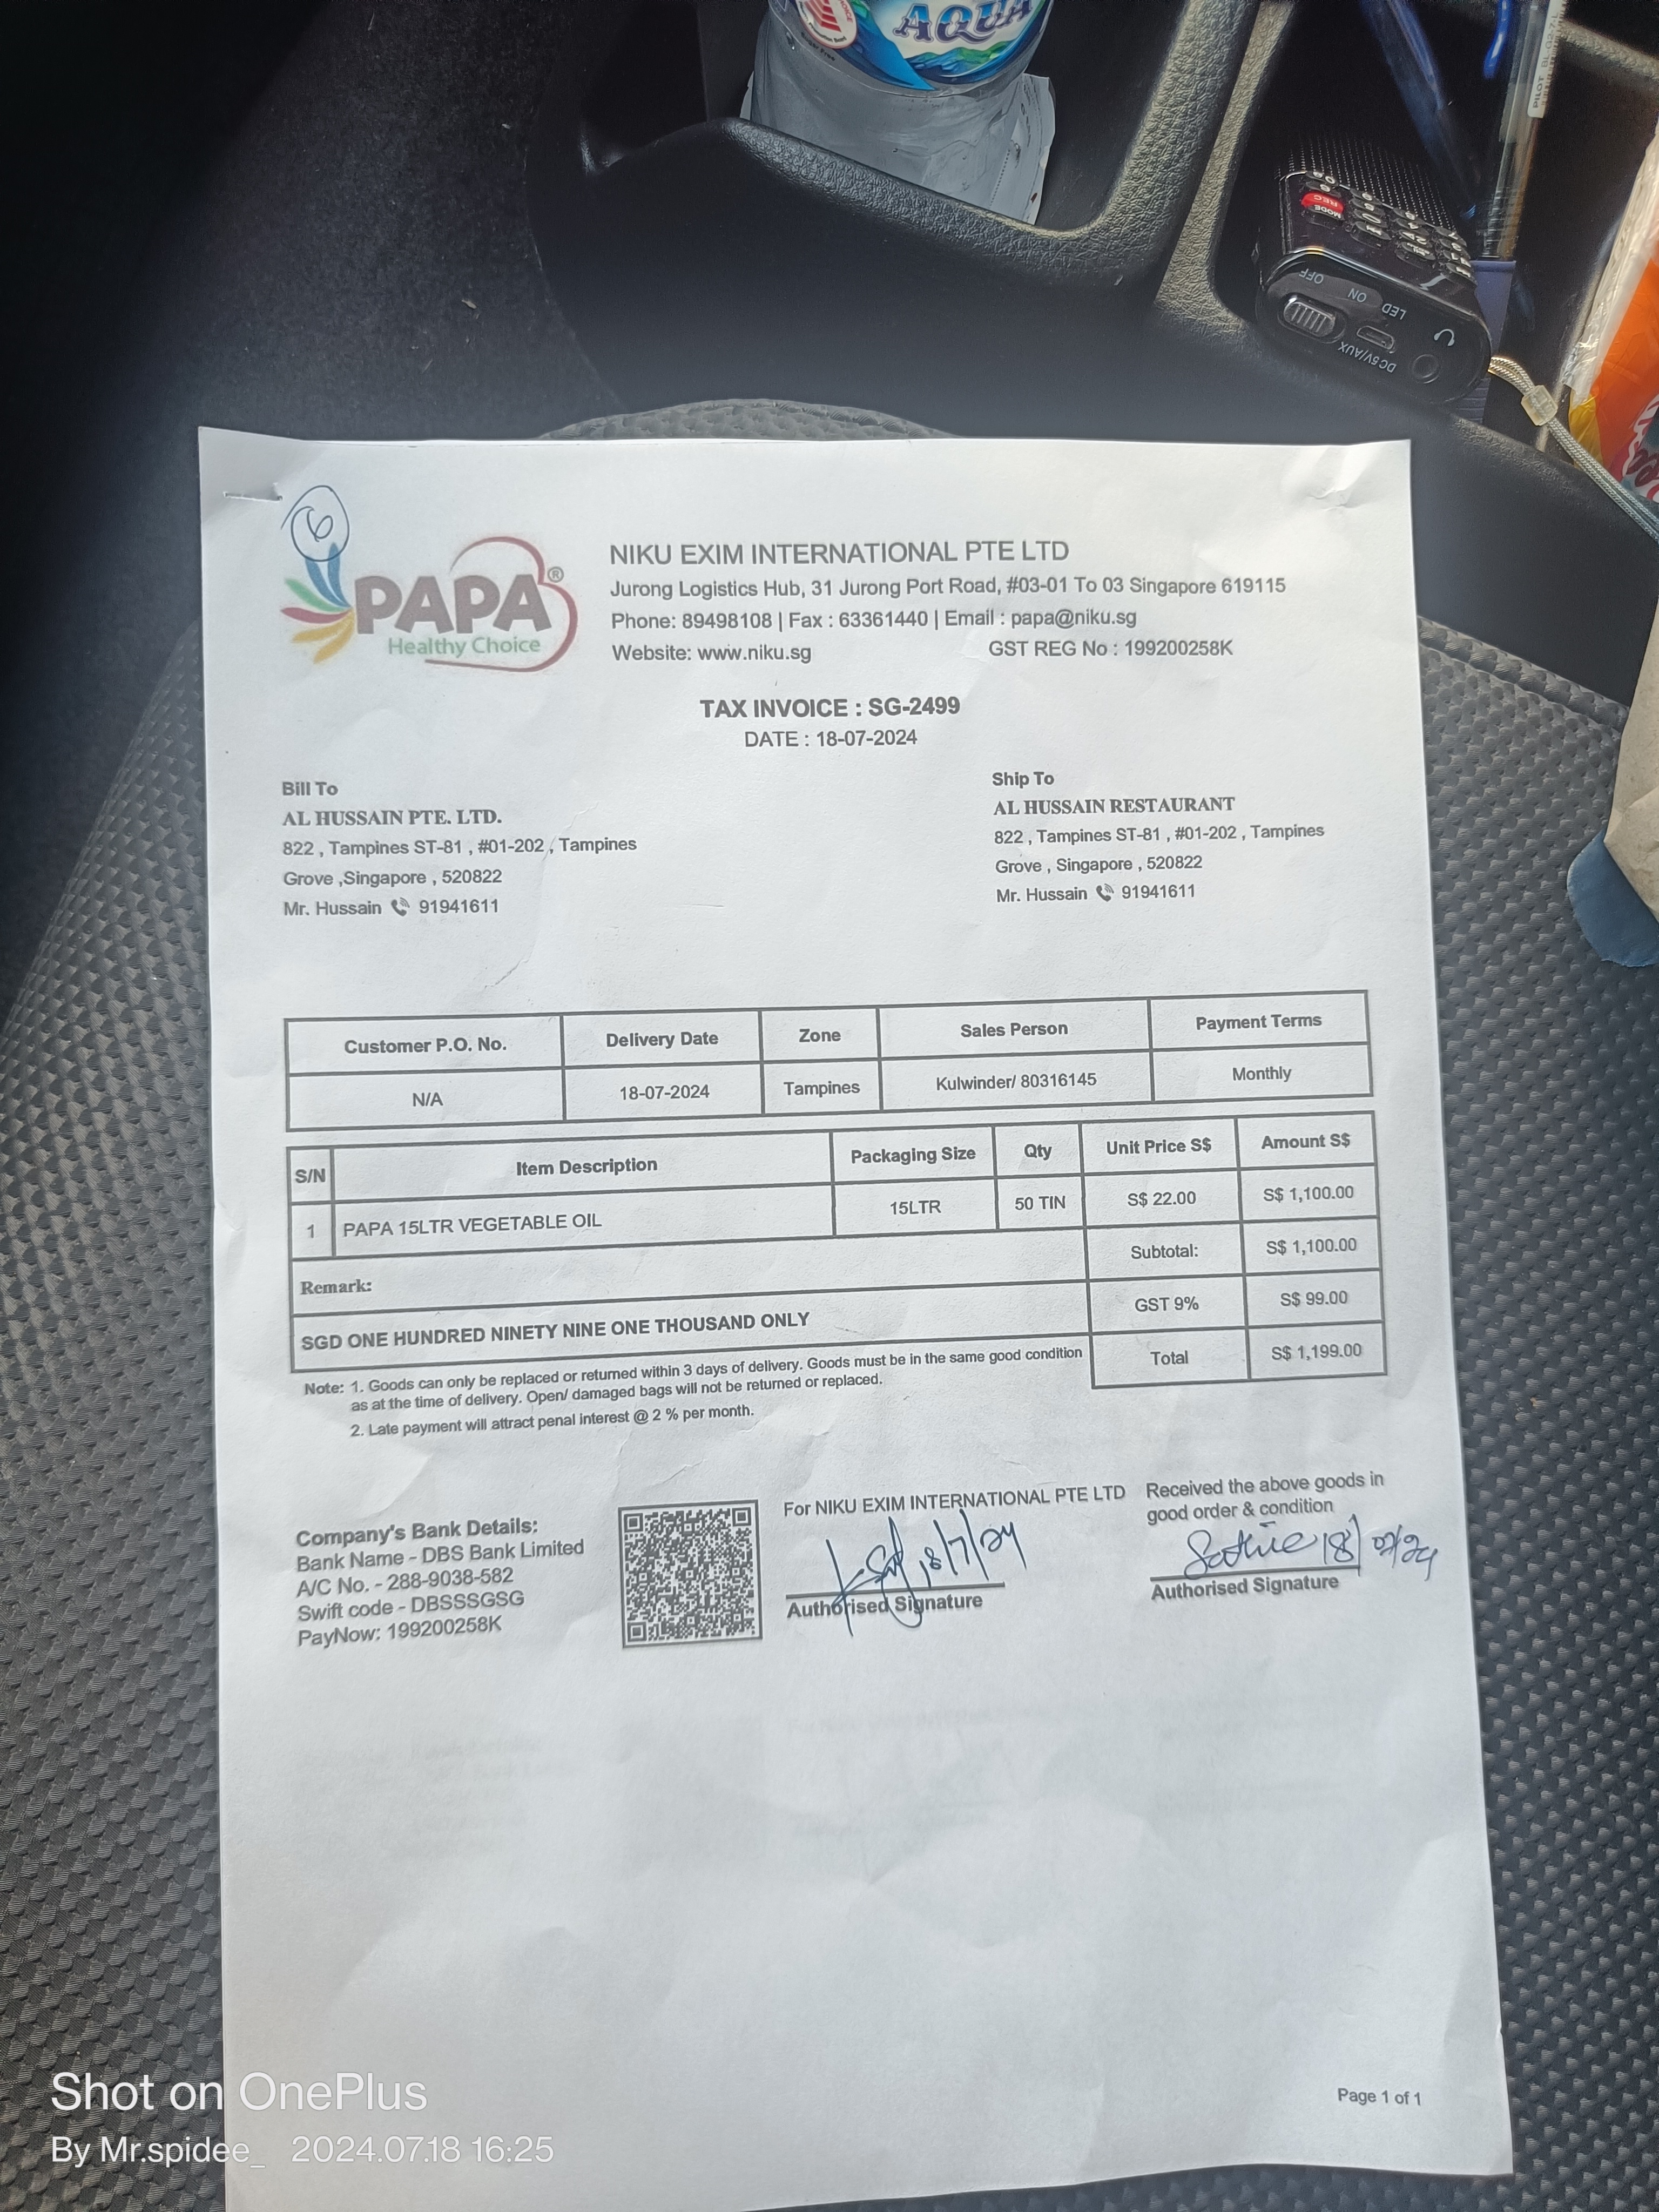 AQUA
PILOT
MODE
REC
OFF
ON
LED
DC5V/AUX
6
PAPA®
Healthy Choice
NIKU EXIM INTERNATIONAL PTE LTD
Jurong Logistics Hub, 31 Jurong Port Road, #03-01 To 03 Singapore 619115
Phone: 89498108 | Fax : 63361440 | Email : papa@niku.sg
Website: www.niku.sg GST REG No : 199200258K
TAX INVOICE : SG-2499
DATE : 18-07-2024
Bill To
AL HUSSAIN PTE. LTD.
822 , Tampines ST-81 , #01-202 , Tampines
Grove ,Singapore , 520822
Mr. Hussain 91941611
Ship To
AL HUSSAIN RESTAURANT
822 , Tampines ST-81 , #01-202 , Tampines
Grove , Singapore , 520822
Mr. Hussain 91941611
Customer P.O. No. Delivery Date Zone Sales Person Payment Terms
N/A 18-07-2024 Tampines Kulwinder/ 80316145 Monthly
S/N Item Description Packaging Size Qty Unit Price S$ Amount S$
1 PAPA 15LTR VEGETABLE OIL 15LTR 50 TIN S$ 22.00 S$ 1,100.00
Subtotal: S$ 1,100.00
Remark:
GST 9% S$ 99.00
SGD ONE HUNDRED NINETY NINE ONE THOUSAND ONLY
Total S$ 1,199.00
Note: 1. Goods can only be replaced or returned within 3 days of delivery. Goods must be in the same good condition
as at the time of delivery. Open/ damaged bags will not be returned or replaced.
2. Late payment will attract penal interest @ 2 % per month.
Company's Bank Details:
Bank Name - DBS Bank Limited
A/C No. - 288-9038-582
Swift code - DBSSSGSG
PayNow: 199200258K
For NIKU EXIM INTERNATIONAL PTE LTD
18/7/24
Authorised Signature
Received the above goods in
good order & condition
18/07/24
Authorised Signature
Page 1 of 1
Shot on OnePlus
By Mr.spidee_ 2024.07.18 16:25